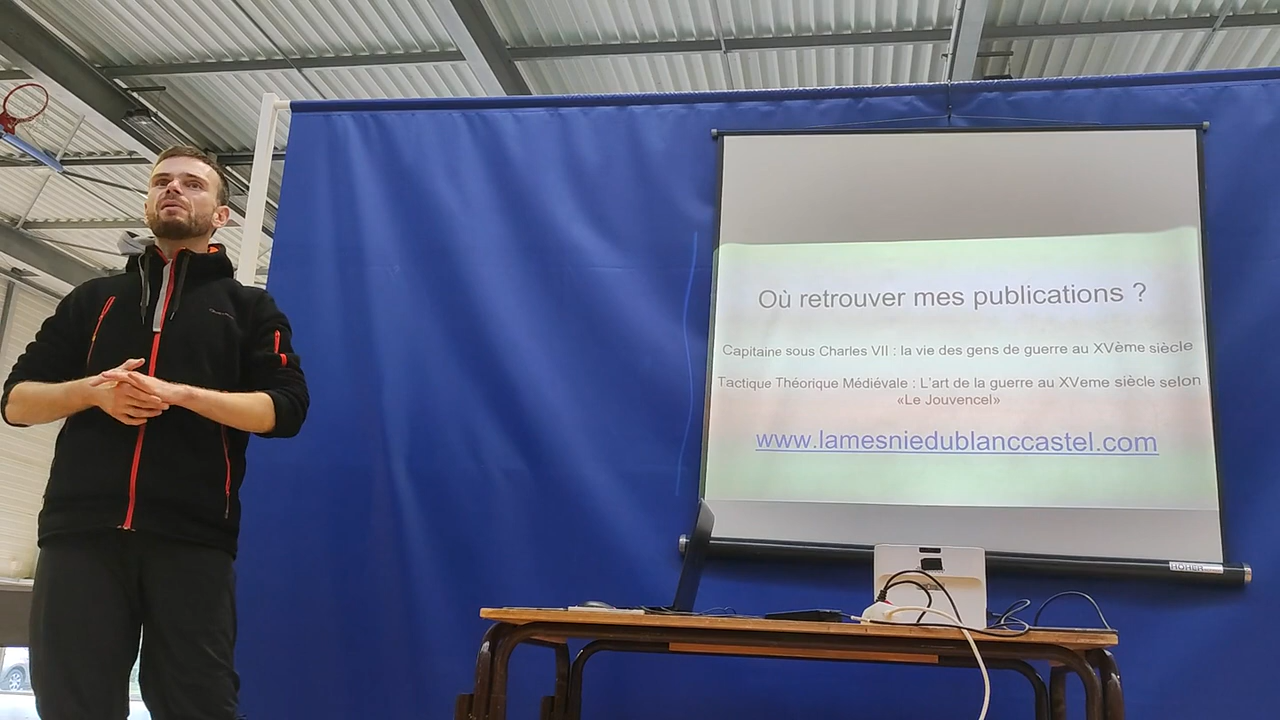 Où retrouver mes publications ?
Capitaine sous Charles VII : la vie des gens de guerre au XVème siècle
Tactique Théorique Médiévale : L'art de la guerre au XVeme siècle selon
«Le Jouvencel»
www.lamesniedublanccastel.com
HÖHER